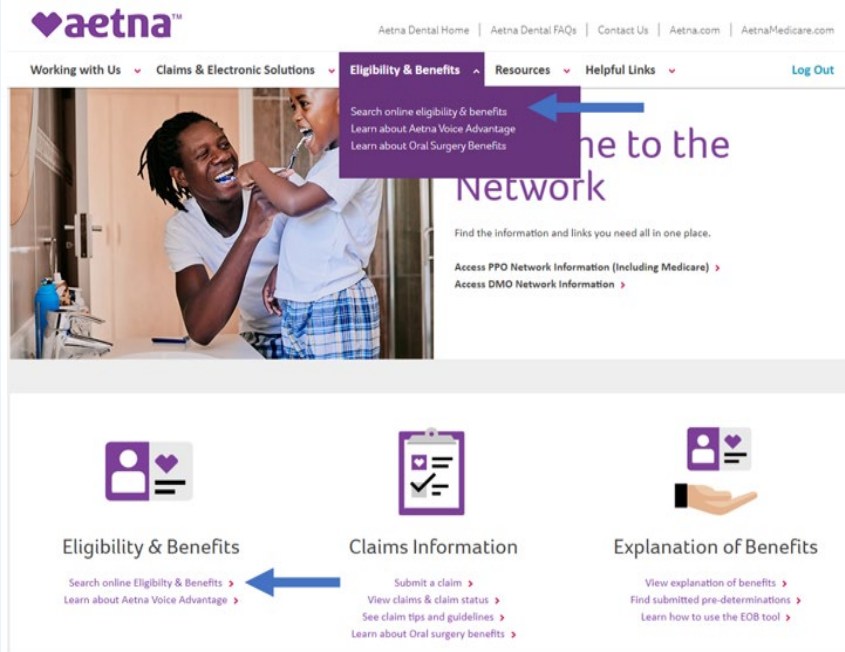 aetna™
Aetna Dental Home | Aetna Dental FAQs | Contact Us | Aetna.com | AetnaMedicare.com
Working with Us Claims & Electronic Solutions Eligibility & Benefits Resources Helpful Links Log Out
Search online eligibility & benefits
Learn about Aetna Voice Advantage
Learn about Oral Surgery Benefits
me to the
Network
Find the information and links you need all in one place.
Access PPO Network Information (Including Medicare) >
Access DMO Network Information >
Eligibility & Benefits
Search online Eligibilty & Benefits >
Learn about Aetna Voice Advantage >
Claims Information
Submit a claim >
View claims & claim status >
See claim tips and guidelines >
Learn about Oral surgery benefits >
Explanation of Benefits
View explanation of benefits >
Find submitted pre-determinations >
Learn how to use the EOB tool >